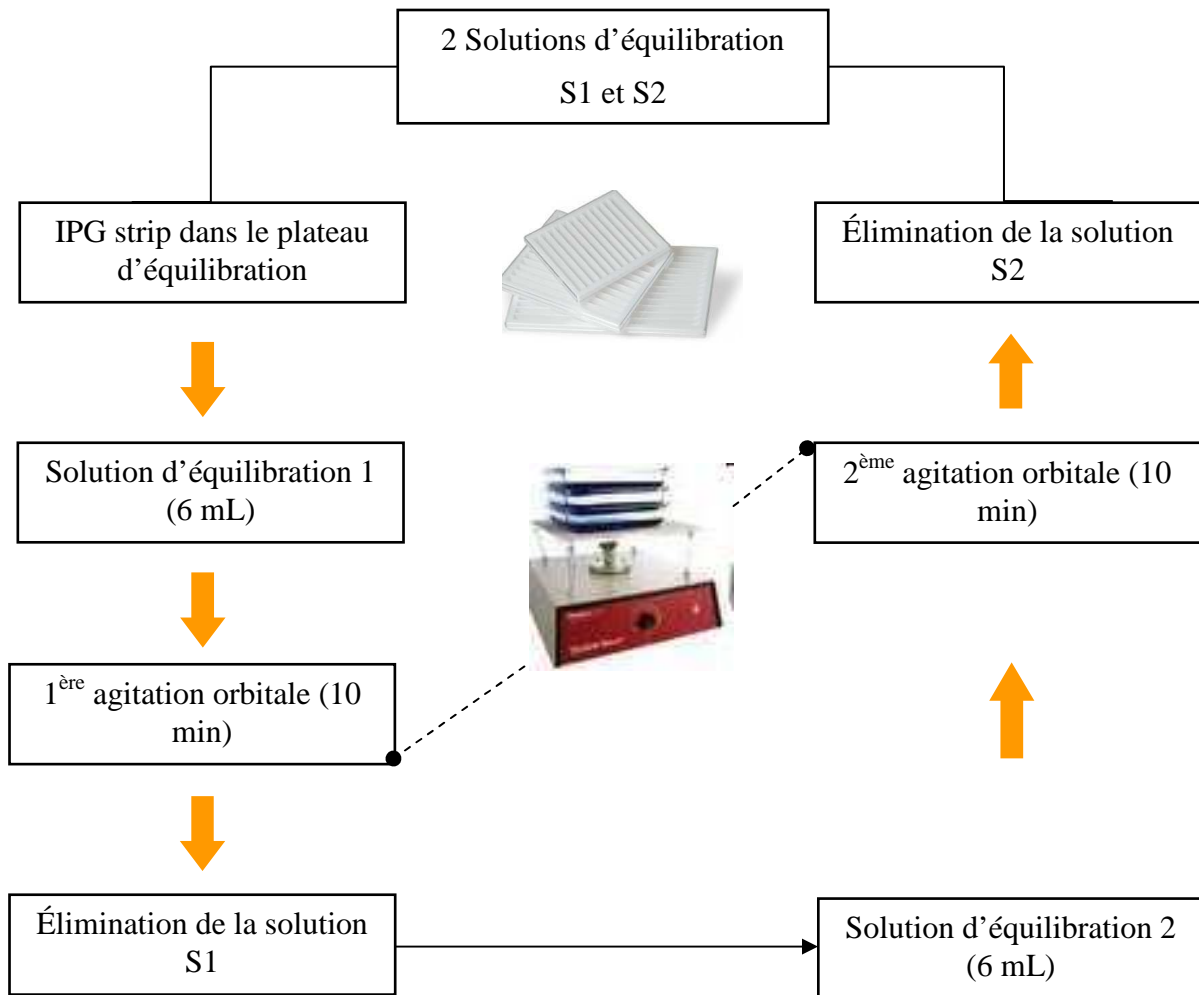 2 Solutions d’équilibration
S1 et S2
IPG strip dans le plateau
d’équilibration
Élimination de la solution
S2
Solution d’équilibration 1
(6 mL)
2ème agitation orbitale (10
min)
1ère agitation orbitale (10
min)
Élimination de la solution
S1
Solution d’équilibration 2
(6 mL)